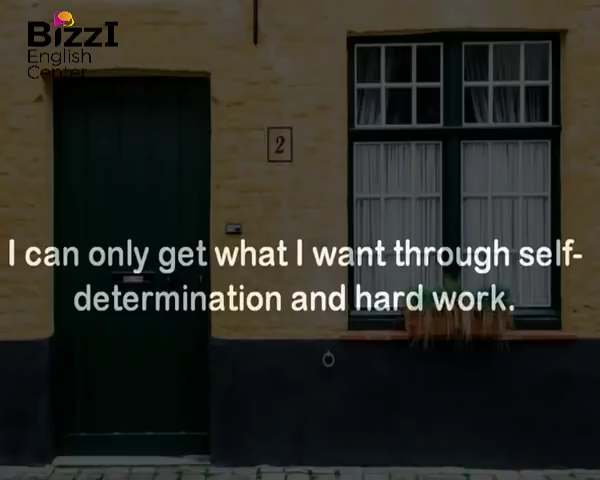 BIZZI
English
Center
2
I can only get what I want through self-
determination and hard work.